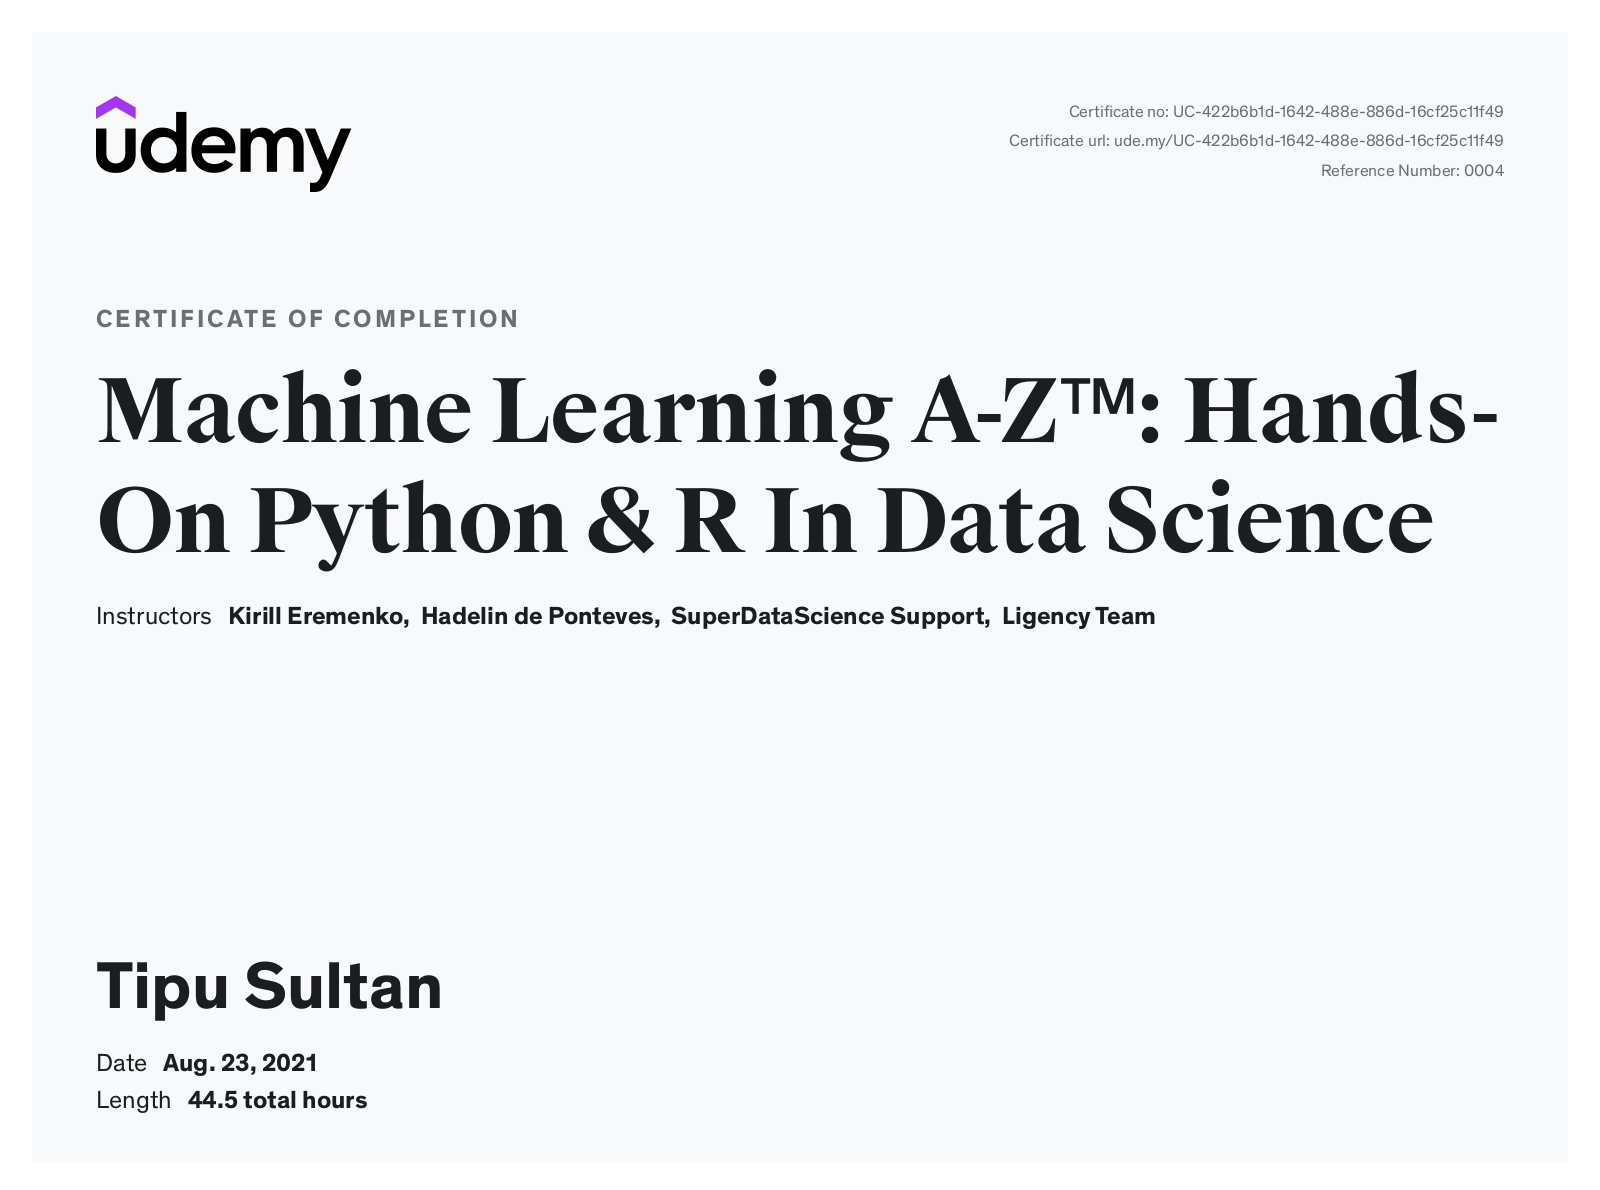 udemy
Certificate no: UC-422b6b1d-1642-488e-886d-16cf25c11f49
Certificate url: ude.my/UC-422b6b1d-1642-488e-886d-16cf25c11f49
Reference Number: 0004
CERTIFICATE OF COMPLETION
Machine Learning A-Z™: Hands-
On Python & R In Data Science
Instructors Kirill Eremenko, Hadelin de Ponteves, SuperDataScience Support, Ligency Team
Tipu Sultan
Date Aug. 23, 2021
Length 44.5 total hours